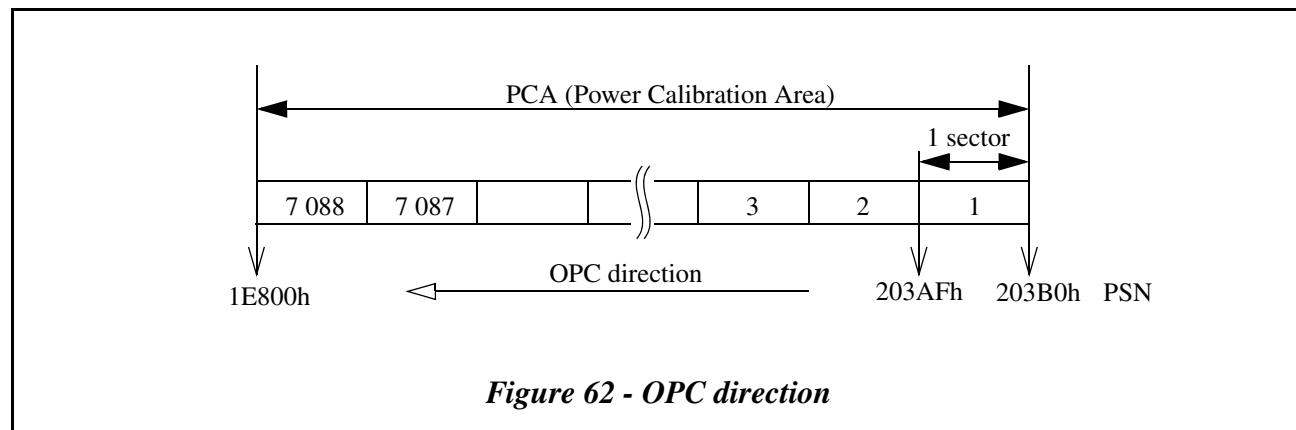 PCA (Power Calibration Area)
1 sector
7 088 7 087 3 2 1
OPC direction
1E800h 203AFh 203B0h PSN
Figure 62 - OPC direction